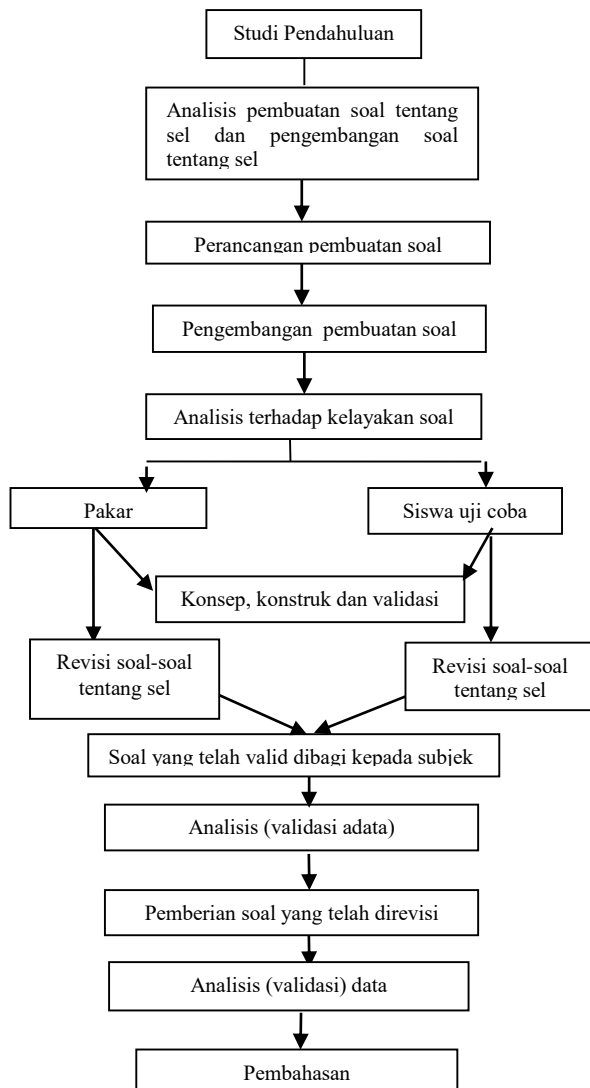 Studi Pendahuluan
Analisis pembuatan soal tentang
sel dan pengembangan soal
tentang sel
Perancangan pembuatan soal
Pengembangan pembuatan soal
Analisis terhadap kelayakan soal
Pakar
Siswa uji coba
Konsep, konstruk dan validasi
Revisi soal-soal
tentang sel
Revisi soal-soal
tentang sel
Soal yang telah valid dibagi kepada subjek
Analisis (validasi adata)
Pemberian soal yang telah direvisi
Analisis (validasi) data
Pembahasan